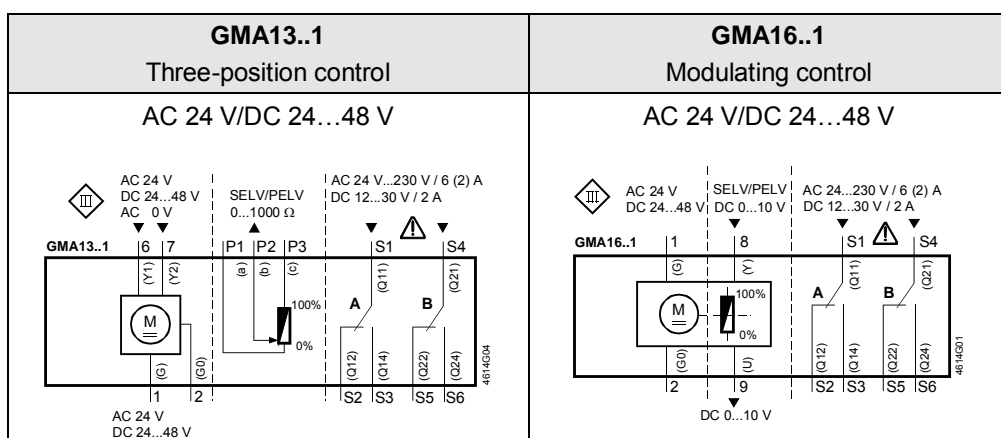 GMA13..1
Three-position control
AC 24 V/DC 24…48 V
III
AC 24 V
DC 24...48 V
AC 0 V
SELV/PELV
0...1000 Ω
AC 24 V...230 V / 6 (2) A
DC 12...30 V / 2 A
GMA13..1
6 7 P1 P2 P3 S1 S4
(Y1) (Y2) (a) (b) (c) (Q11) (Q21)
100%
A B
M
0%
(G) (G0) (Q12) (Q14) (Q22) (Q24)
1 2 S2 S3 S5 S6
AC 24 V
DC 24...48 V
4614G04
GMA16..1
Modulating control
AC 24 V/DC 24…48 V
III
AC 24 V
DC 24...48 V
SELV/PELV
DC 0...10 V
AC 24...230 V / 6 (2) A
DC 12...30 V / 2 A
GMA16..1
1 8 S1 S4
(G) (Y) (Q11) (Q21)
100%
A B
M
0%
(G0) (U) (Q12) (Q14) (Q22) (Q24)
2 9 S2 S3 S5 S6
DC 0...10 V
4614G01